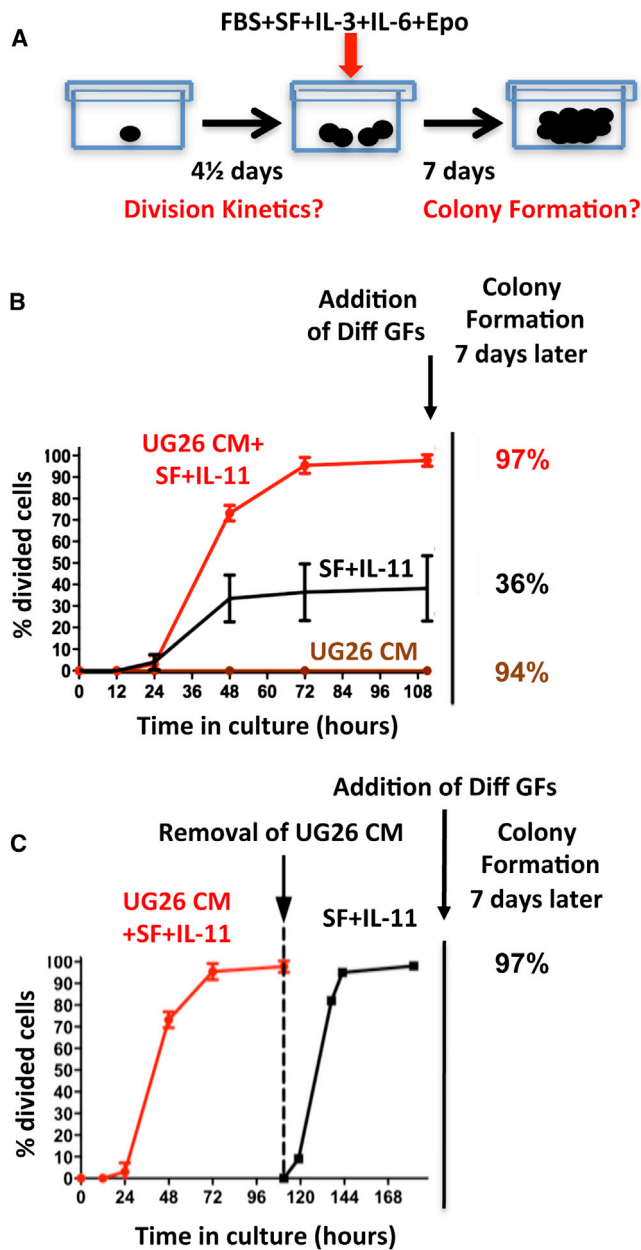 A
FBS+SF+IL-3+IL-6+Epo
4½ days
7 days
Division Kinetics?
Colony Formation?
B
Addition
of Diff GFs
Colony
Formation
7 days later
UG26 CM+
SF+IL-11
SF+IL-11
UG26 CM
97%
36%
94%
% divided cells
100
90
80
70
60
50
40
30
20
10
0
0 12 24 36 48 60 72 84 96 108
Time in culture (hours)
C
Addition of Diff GFs
Removal of UG26 CM
Colony
Formation
7 days later
UG26 CM
+SF+IL-11
SF+IL-11
97%
% divided cells
100
90
80
70
60
50
40
30
20
10
0
0 24 48 72 96 120 144 168
Time in culture (hours)